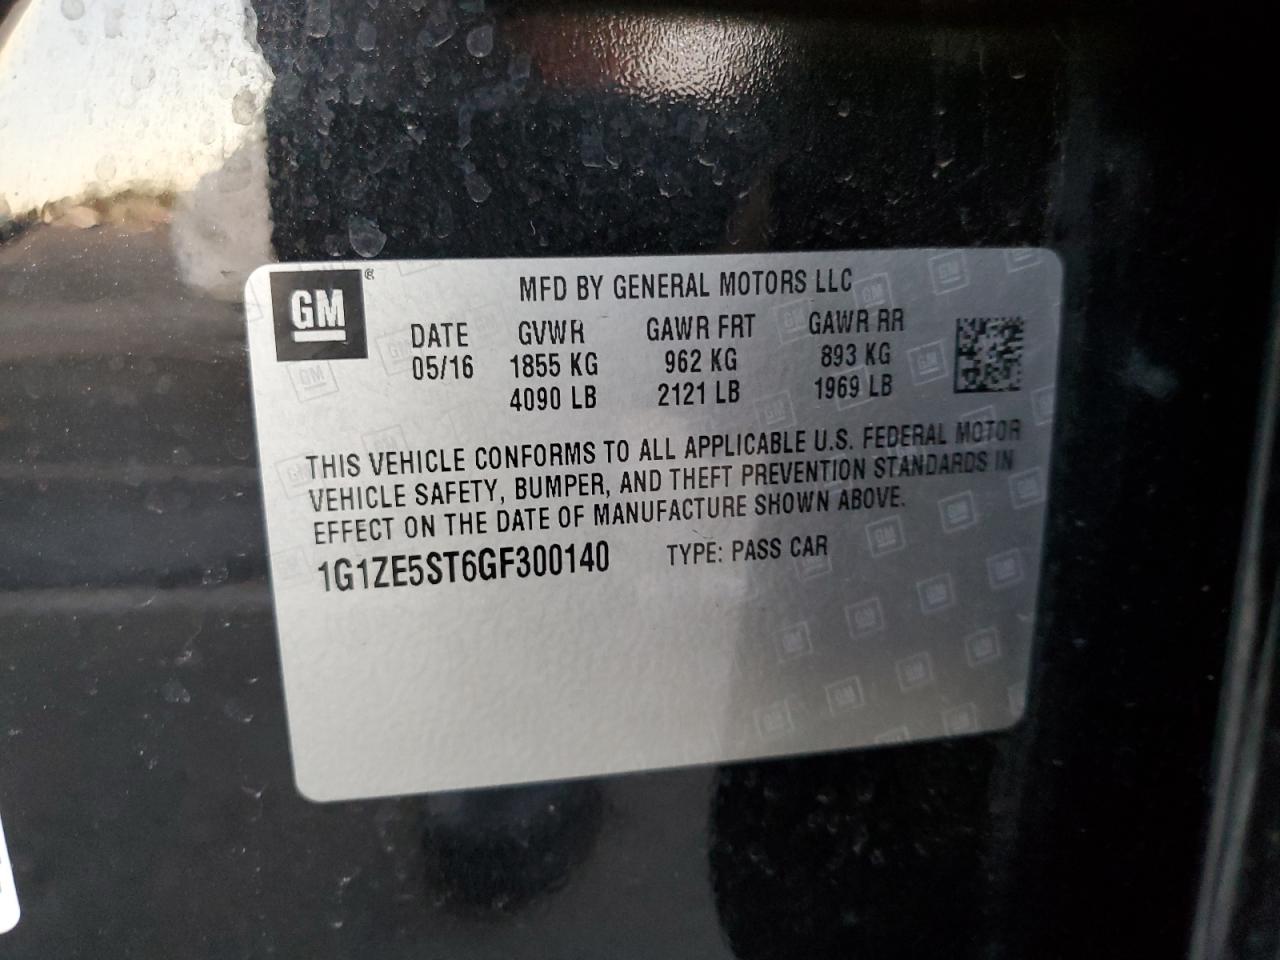 GM ®
MFD BY GENERAL MOTORS LLC
DATE GVWR GAWR FRT GAWR RR
05/16 1855 KG 962 KG 893 KG
4090 LB 2121 LB 1969 LB
THIS VEHICLE CONFORMS TO ALL APPLICABLE U.S. FEDERAL MOTOR
VEHICLE SAFETY, BUMPER, AND THEFT PREVENTION STANDARDS IN
EFFECT ON THE DATE OF MANUFACTURE SHOWN ABOVE.
1G1ZE5ST6GF300140 TYPE: PASS CAR